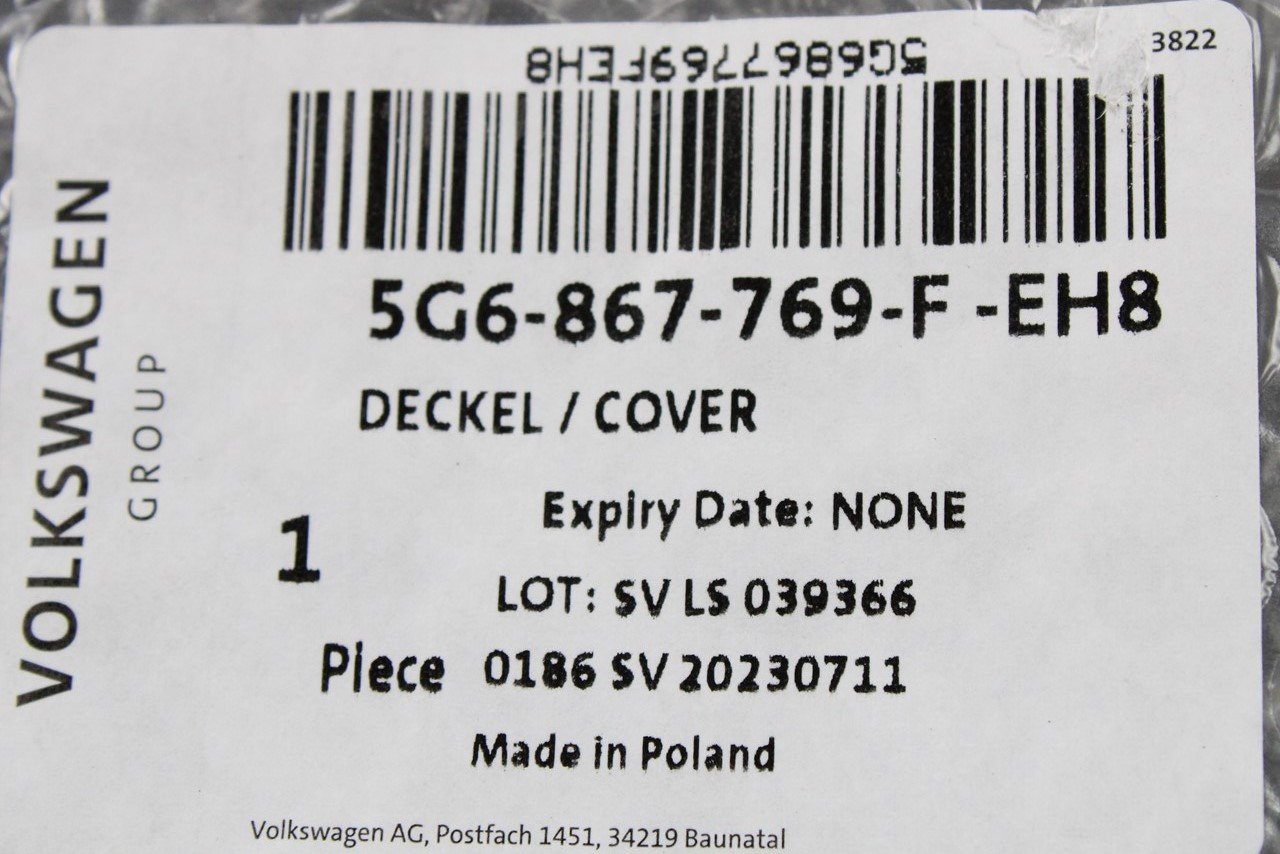 3822
5G6867769FEH8
VOLKSWAGEN
GROUP
5G6-867-769-F -EH8
DECKEL / COVER
Expiry Date: NONE
1
LOT: SV LS 039366
Piece 0186 SV 20230711
Made in Poland
Volkswagen AG, Postfach 1451, 34219 Baunatal